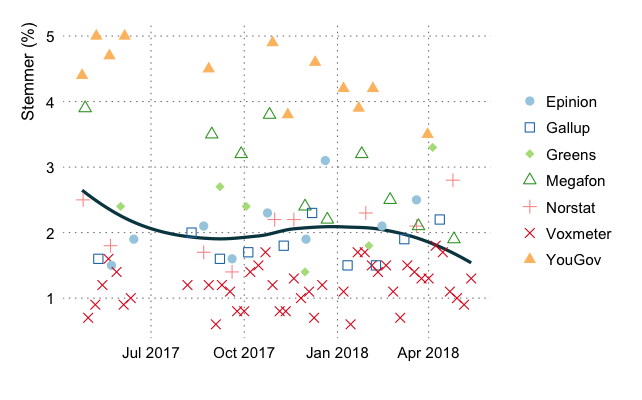 Stemmer (%)
5
4
3
2
1
Jul 2017
Oct 2017
Jan 2018
Apr 2018
Epinion
Gallup
Greens
Megafon
Norstat
Voxmeter
YouGov